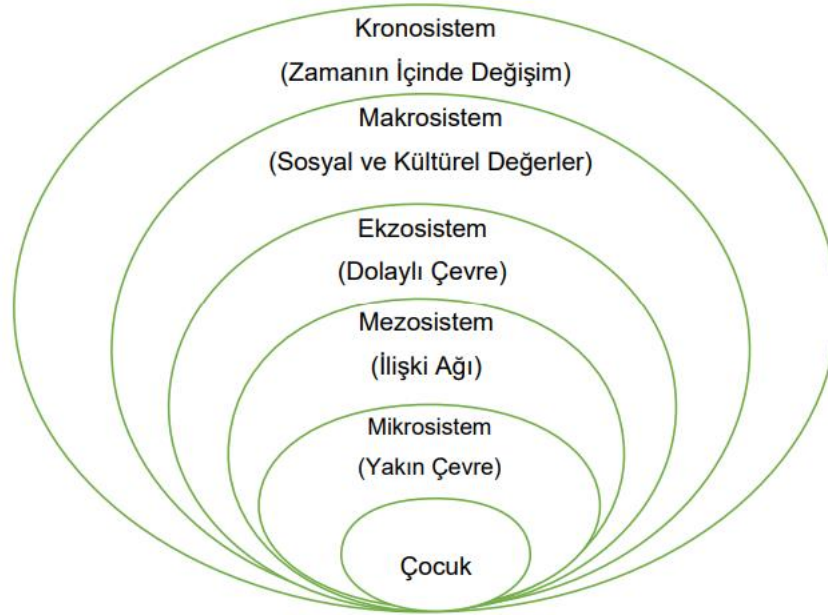 Kronosistem
(Zamanın İçinde Değişim)
Makrosistem
(Sosyal ve Kültürel Değerler)
Ekzosistem
(Dolaylı Çevre)
Mezosistem
(İlişki Ağı)
Mikrosistem
(Yakın Çevre)
Çocuk